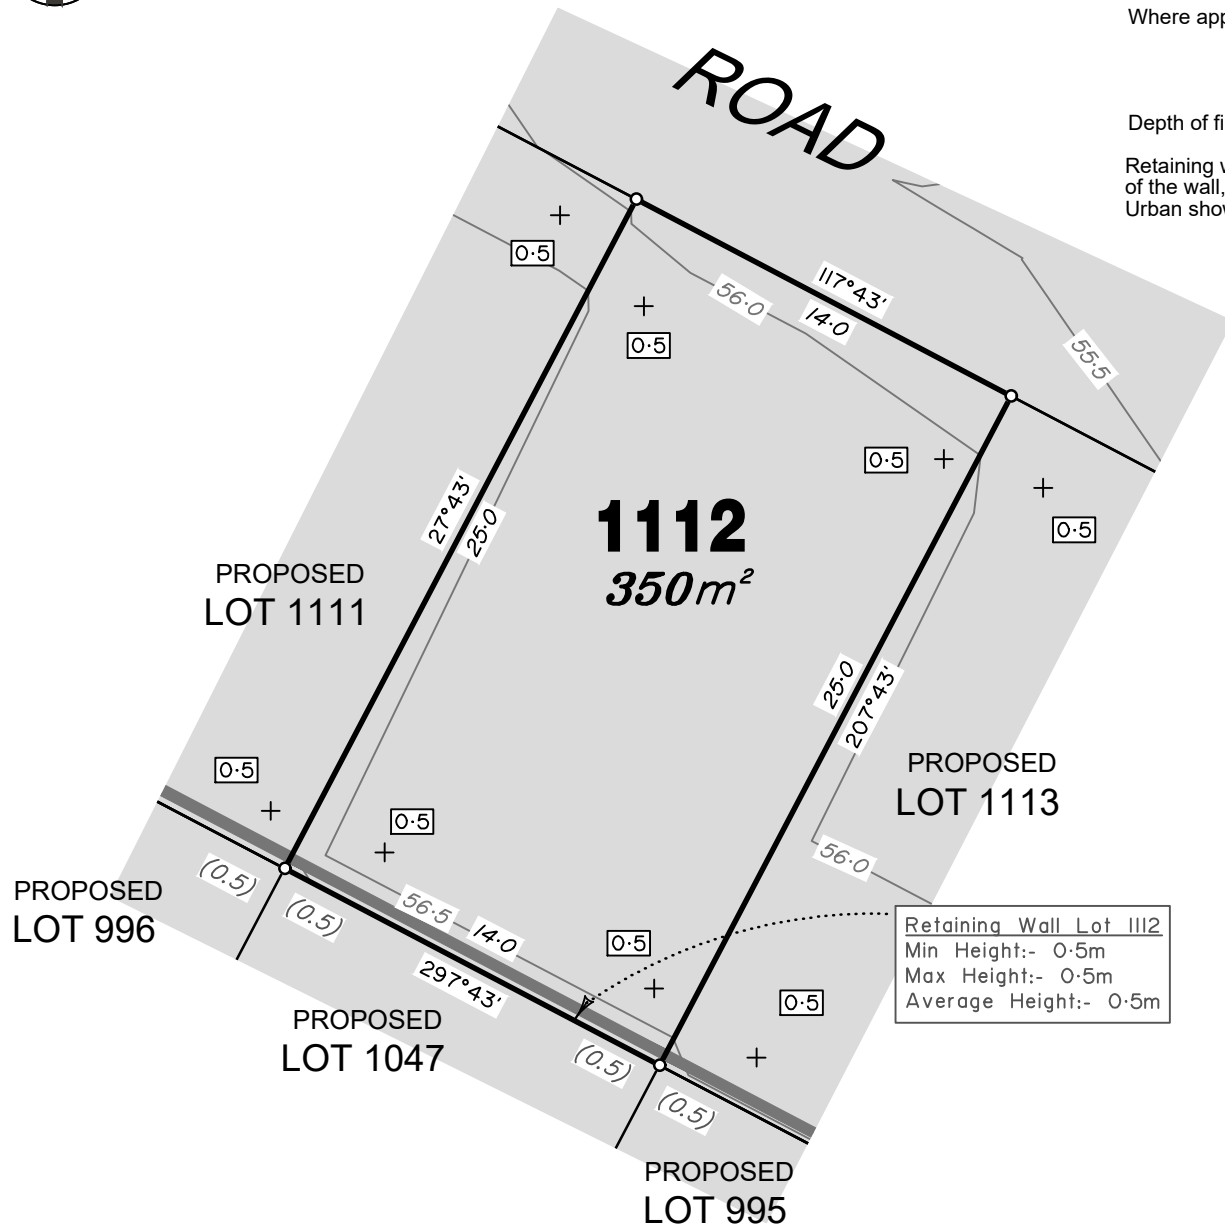 Where app
ROAD
Depth of fi
Retaining w
of the wall,
Urban show
0·5
0·5
56·0
117°43'
14·0
55·5
0·5
0·5
27°43'
25·0
1112
350m²
PROPOSED
LOT 1111
25·0
207°43'
PROPOSED
LOT 1113
0·5
0·5
56·0
(0.5)
(0.5)
PROPOSED
LOT 996
56·5
14·0
297°43'
0·5
Retaining Wall Lot 1112
Min Height:- 0·5m
Max Height:- 0·5m
Average Height:- 0·5m
0·5
PROPOSED
LOT 1047
(0.5)
(0.5)
PROPOSED
LOT 995